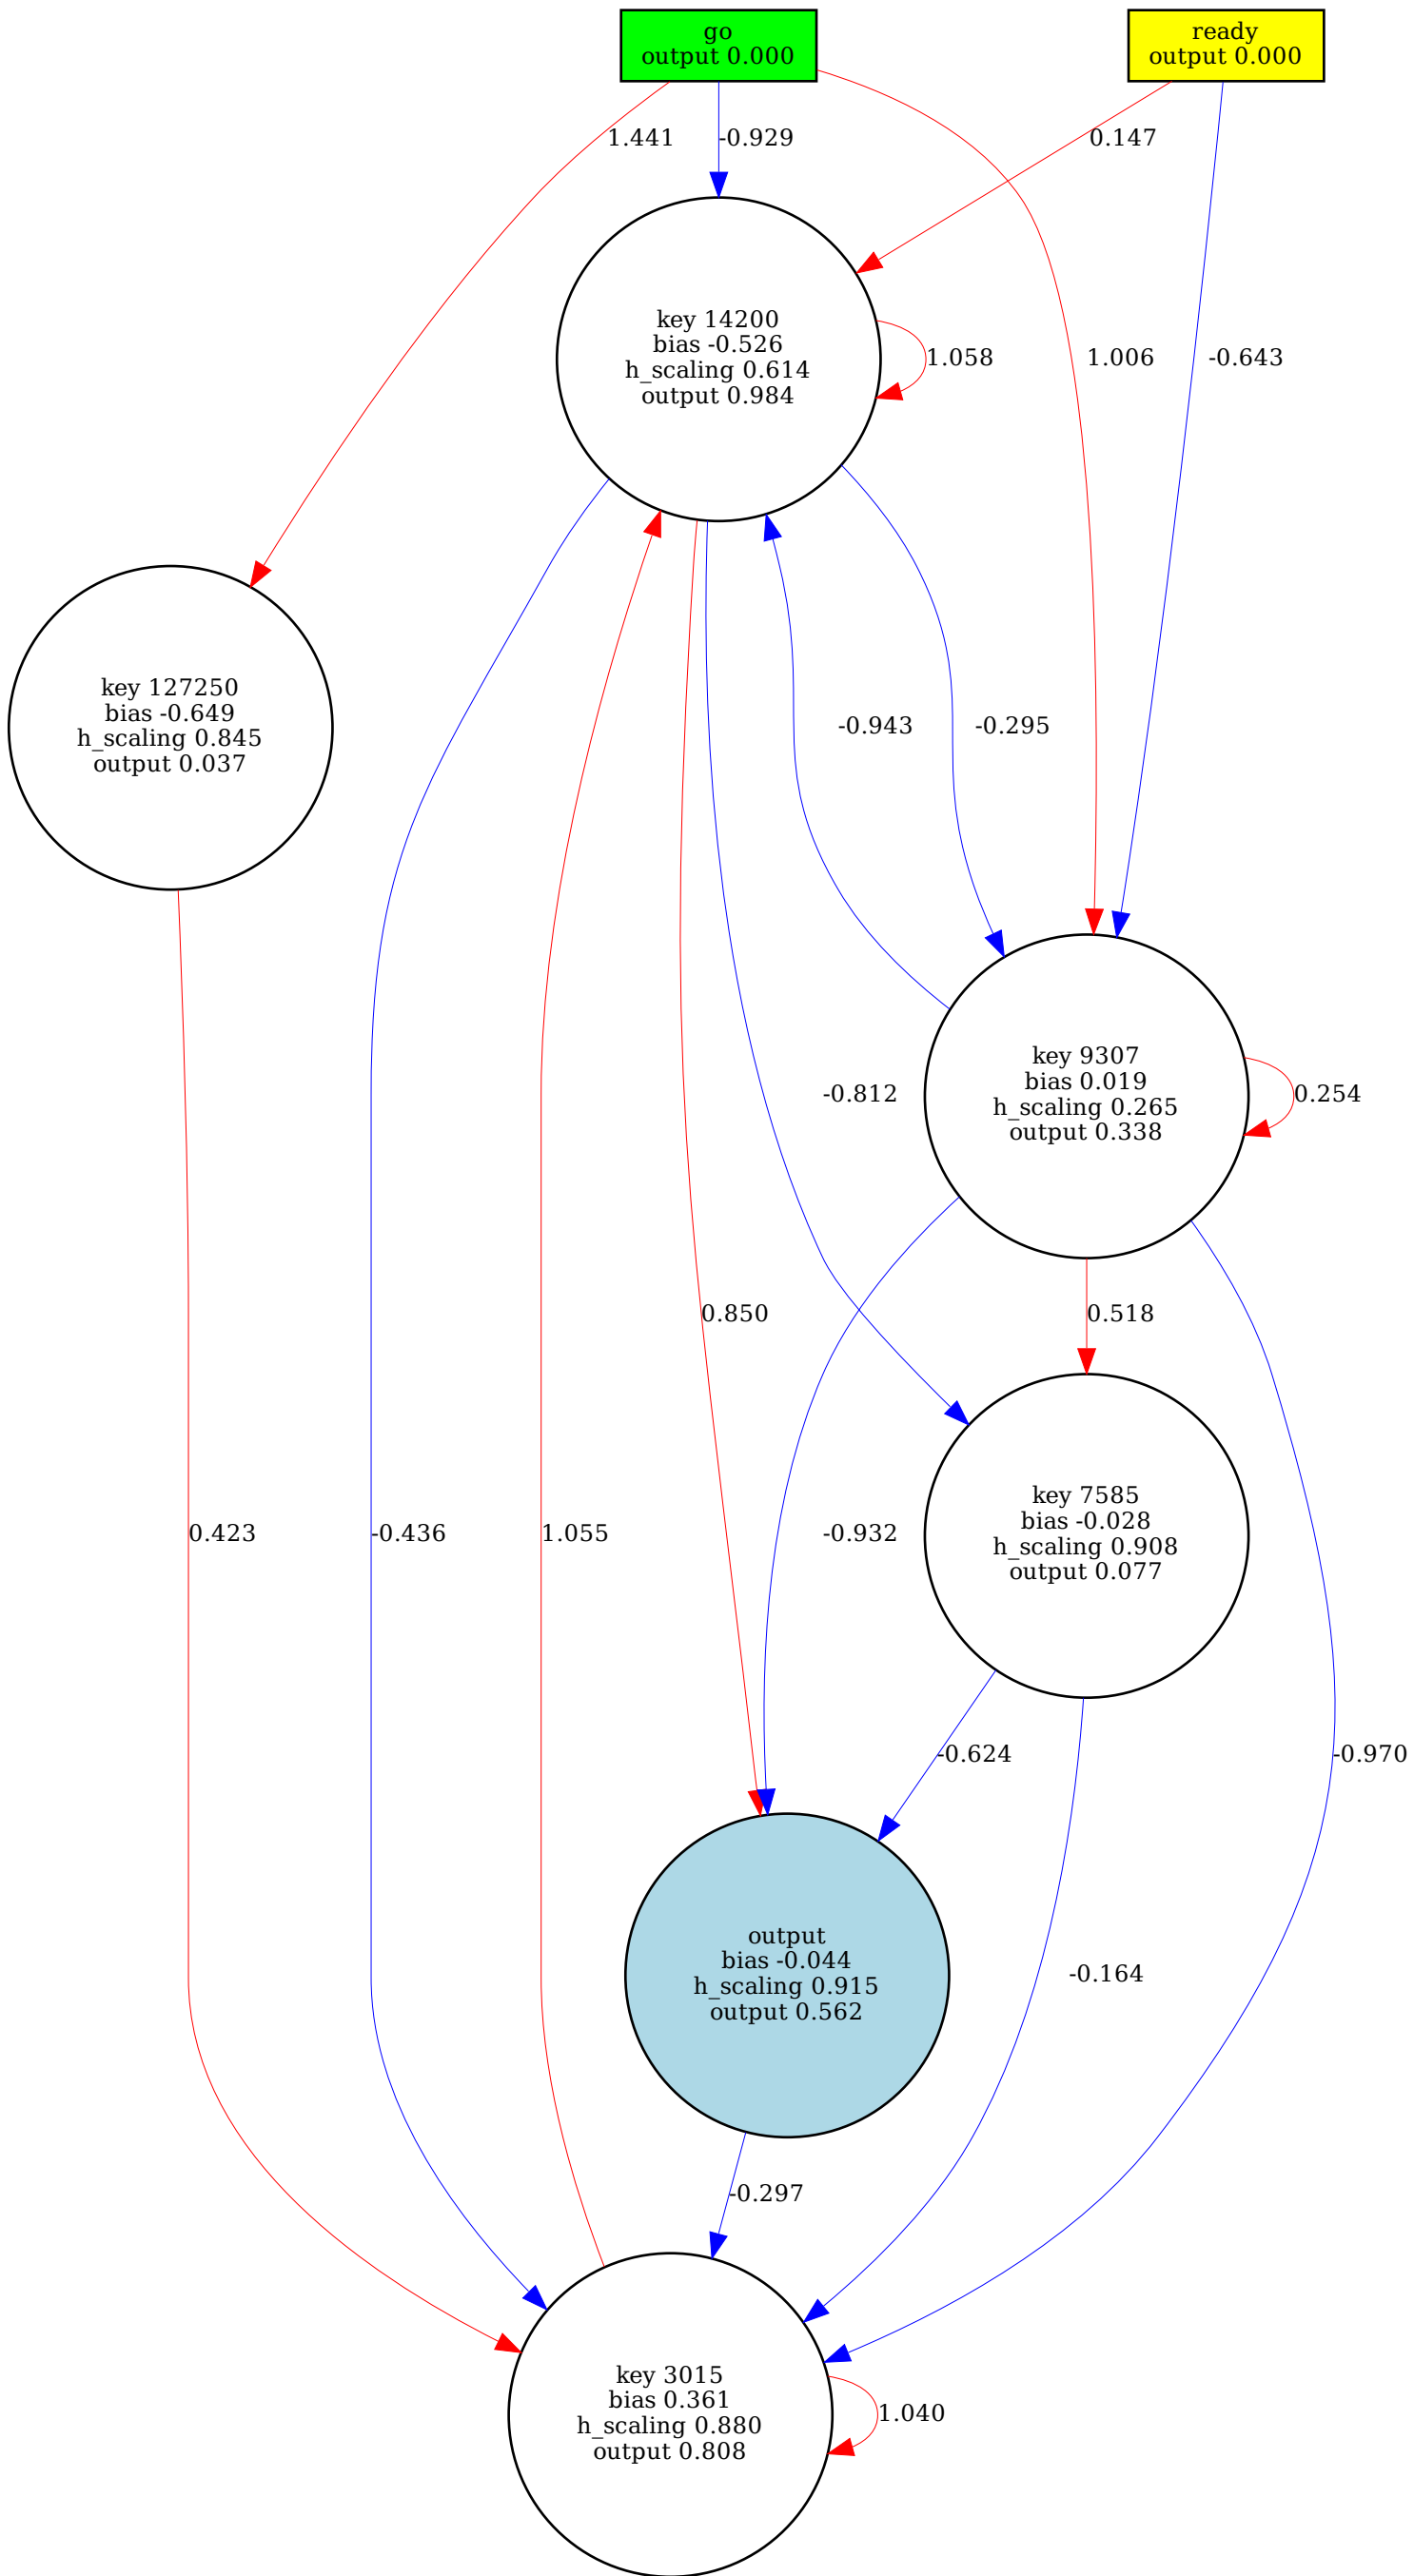 go
output 0.000
ready
output 0.000
1.441
-0.929
0.147
key 14200
bias -0.526
h_scaling 0.614
output 0.984
1.058
1.006
-0.643
key 127250
bias -0.649
h_scaling 0.845
output 0.037
-0.943
-0.295
key 9307
bias 0.019
h_scaling 0.265
output 0.338
-0.812
0.254
0.850
0.518
key 7585
bias -0.028
h_scaling 0.908
output 0.077
0.423
-0.436
1.055
-0.932
-0.624
-0.970
output
bias -0.044
h_scaling 0.915
output 0.562
-0.164
-0.297
key 3015
bias 0.361
h_scaling 0.880
output 0.808
1.040